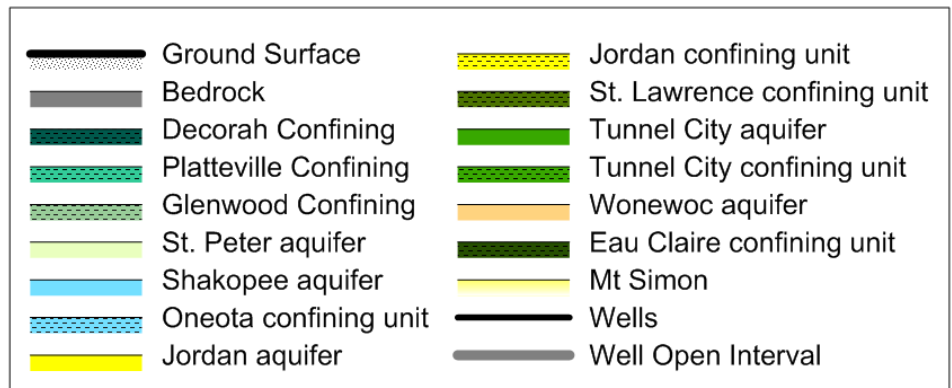 Ground Surface
Bedrock
Decorah Confining
Platteville Confining
Glenwood Confining
St. Peter aquifer
Shakopee aquifer
Oneota confining unit
Jordan aquifer
Jordan confining unit
St. Lawrence confining unit
Tunnel City aquifer
Tunnel City confining unit
Wonewoc aquifer
Eau Claire confining unit
Mt Simon
Wells
Well Open Interval